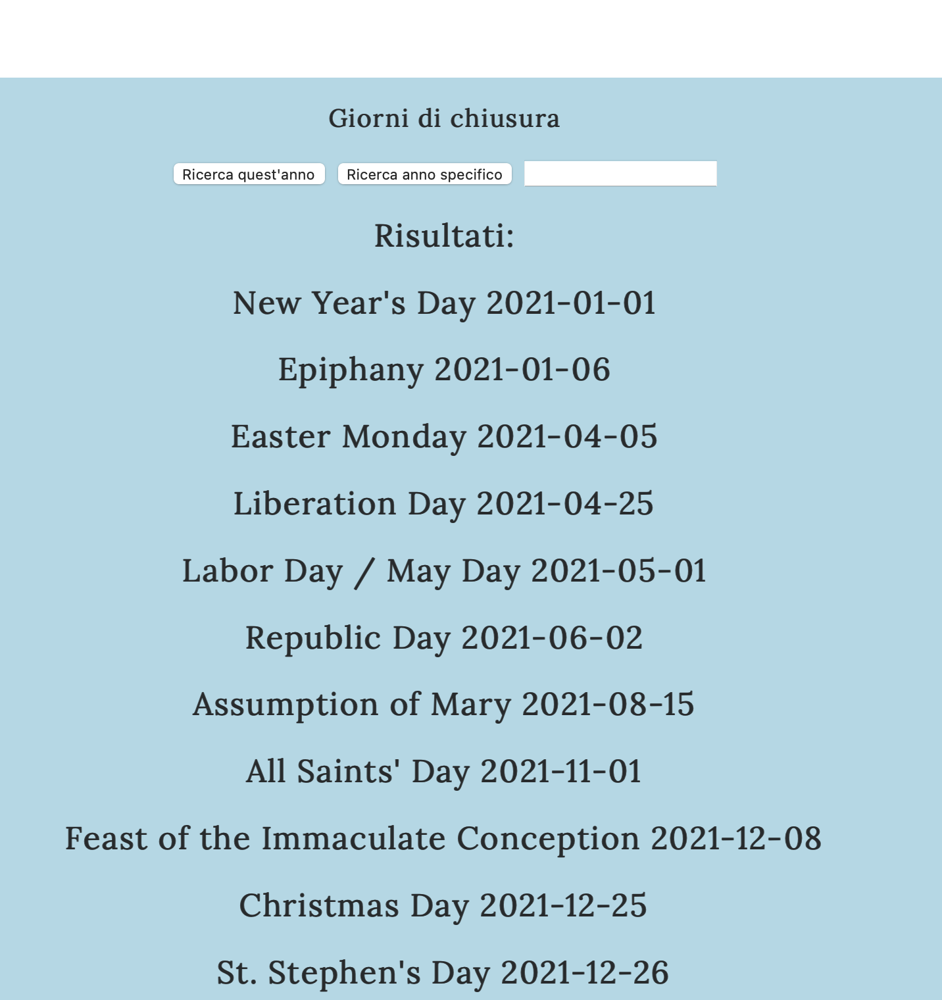 Giorni di chiusura
Ricerca quest'anno Ricerca anno specifico
Risultati:
New Year's Day 2021-01-01
Epiphany 2021-01-06
Easter Monday 2021-04-05
Liberation Day 2021-04-25
Labor Day / May Day 2021-05-01
Republic Day 2021-06-02
Assumption of Mary 2021-08-15
All Saints' Day 2021-11-01
Feast of the Immaculate Conception 2021-12-08
Christmas Day 2021-12-25
St. Stephen's Day 2021-12-26